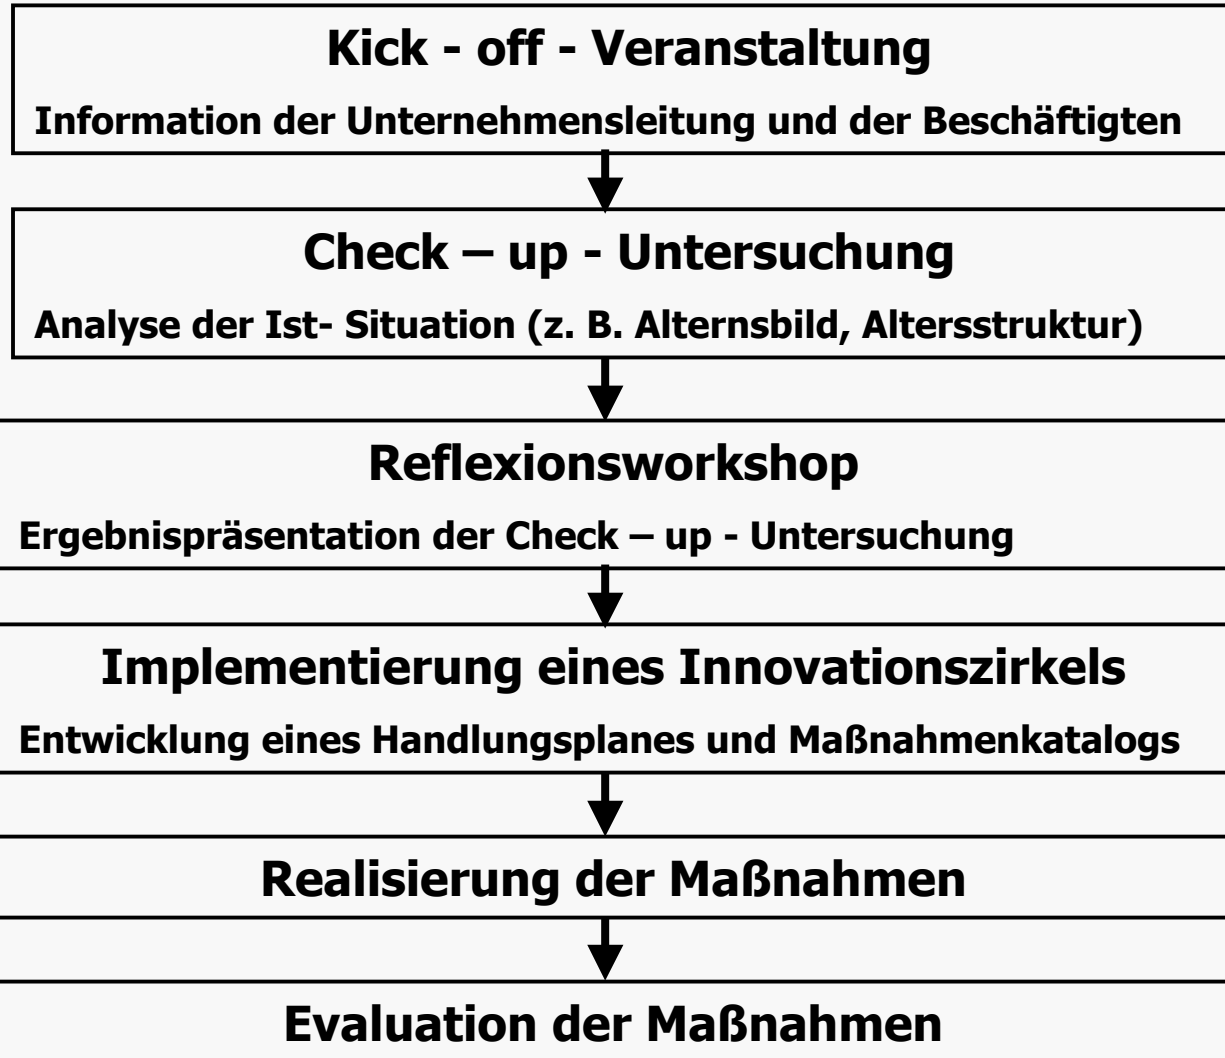 Kick - off - Veranstaltung
Information der Unternehmensleitung und der Beschäftigten
Check – up - Untersuchung
Analyse der Ist- Situation (z. B. Alternsbild, Altersstruktur)
Reflexionsworkshop
Ergebnispräsentation der Check – up - Untersuchung
Implementierung eines Innovationszirkels
Entwicklung eines Handlungsplanes und Maßnahmenkatalogs
Realisierung der Maßnahmen
Evaluation der Maßnahmen